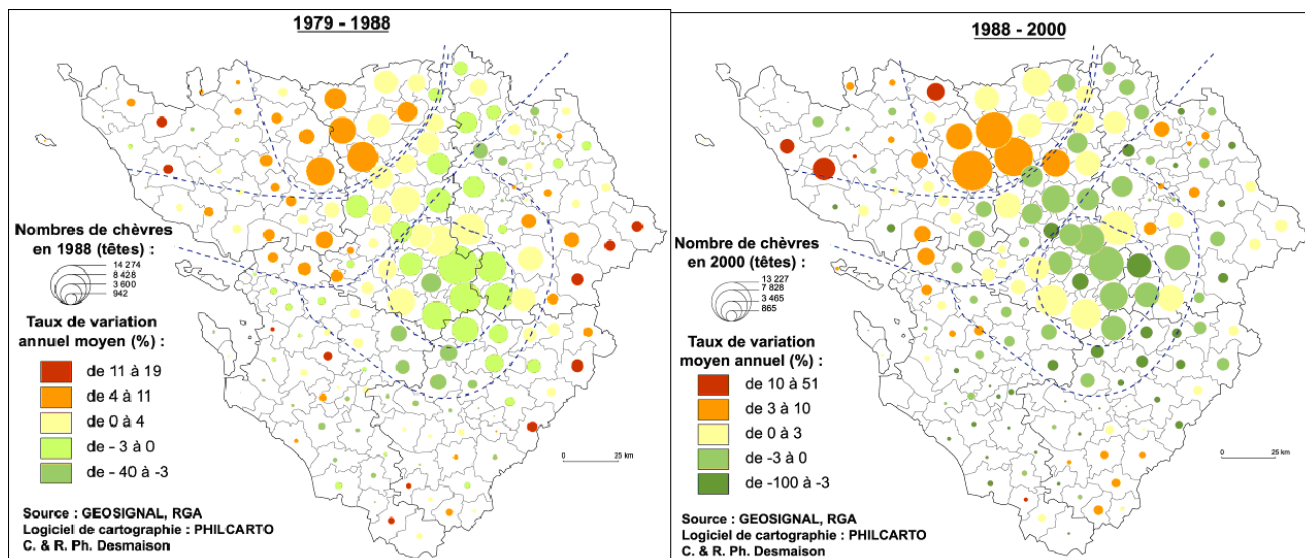 1979 - 1988
Nombres de chèvres
en 1988 (têtes) :
14 274
8 428
3 600
942
Taux de variation
annuel moyen (%) :
de 11 à 19
de 4 à 11
de 0 à 4
de - 3 à 0
de - 40 à -3
0 25 km
Source : GEOSIGNAL, RGA
Logiciel de cartographie : PHILCARTO
C. & R. Ph. Desmaison
1988 - 2000
Nombre de chèvres
en 2000 (têtes) :
13 227
7 828
3 465
865
Taux de variation
moyen annuel (%) :
de 10 à 51
de 3 à 10
de 0 à 3
de -3 à 0
de -100 à -3
0 25 km
Source : GEOSIGNAL, RGA
Logiciel de cartographie : PHILCARTO
C. & R. Ph. Desmaison